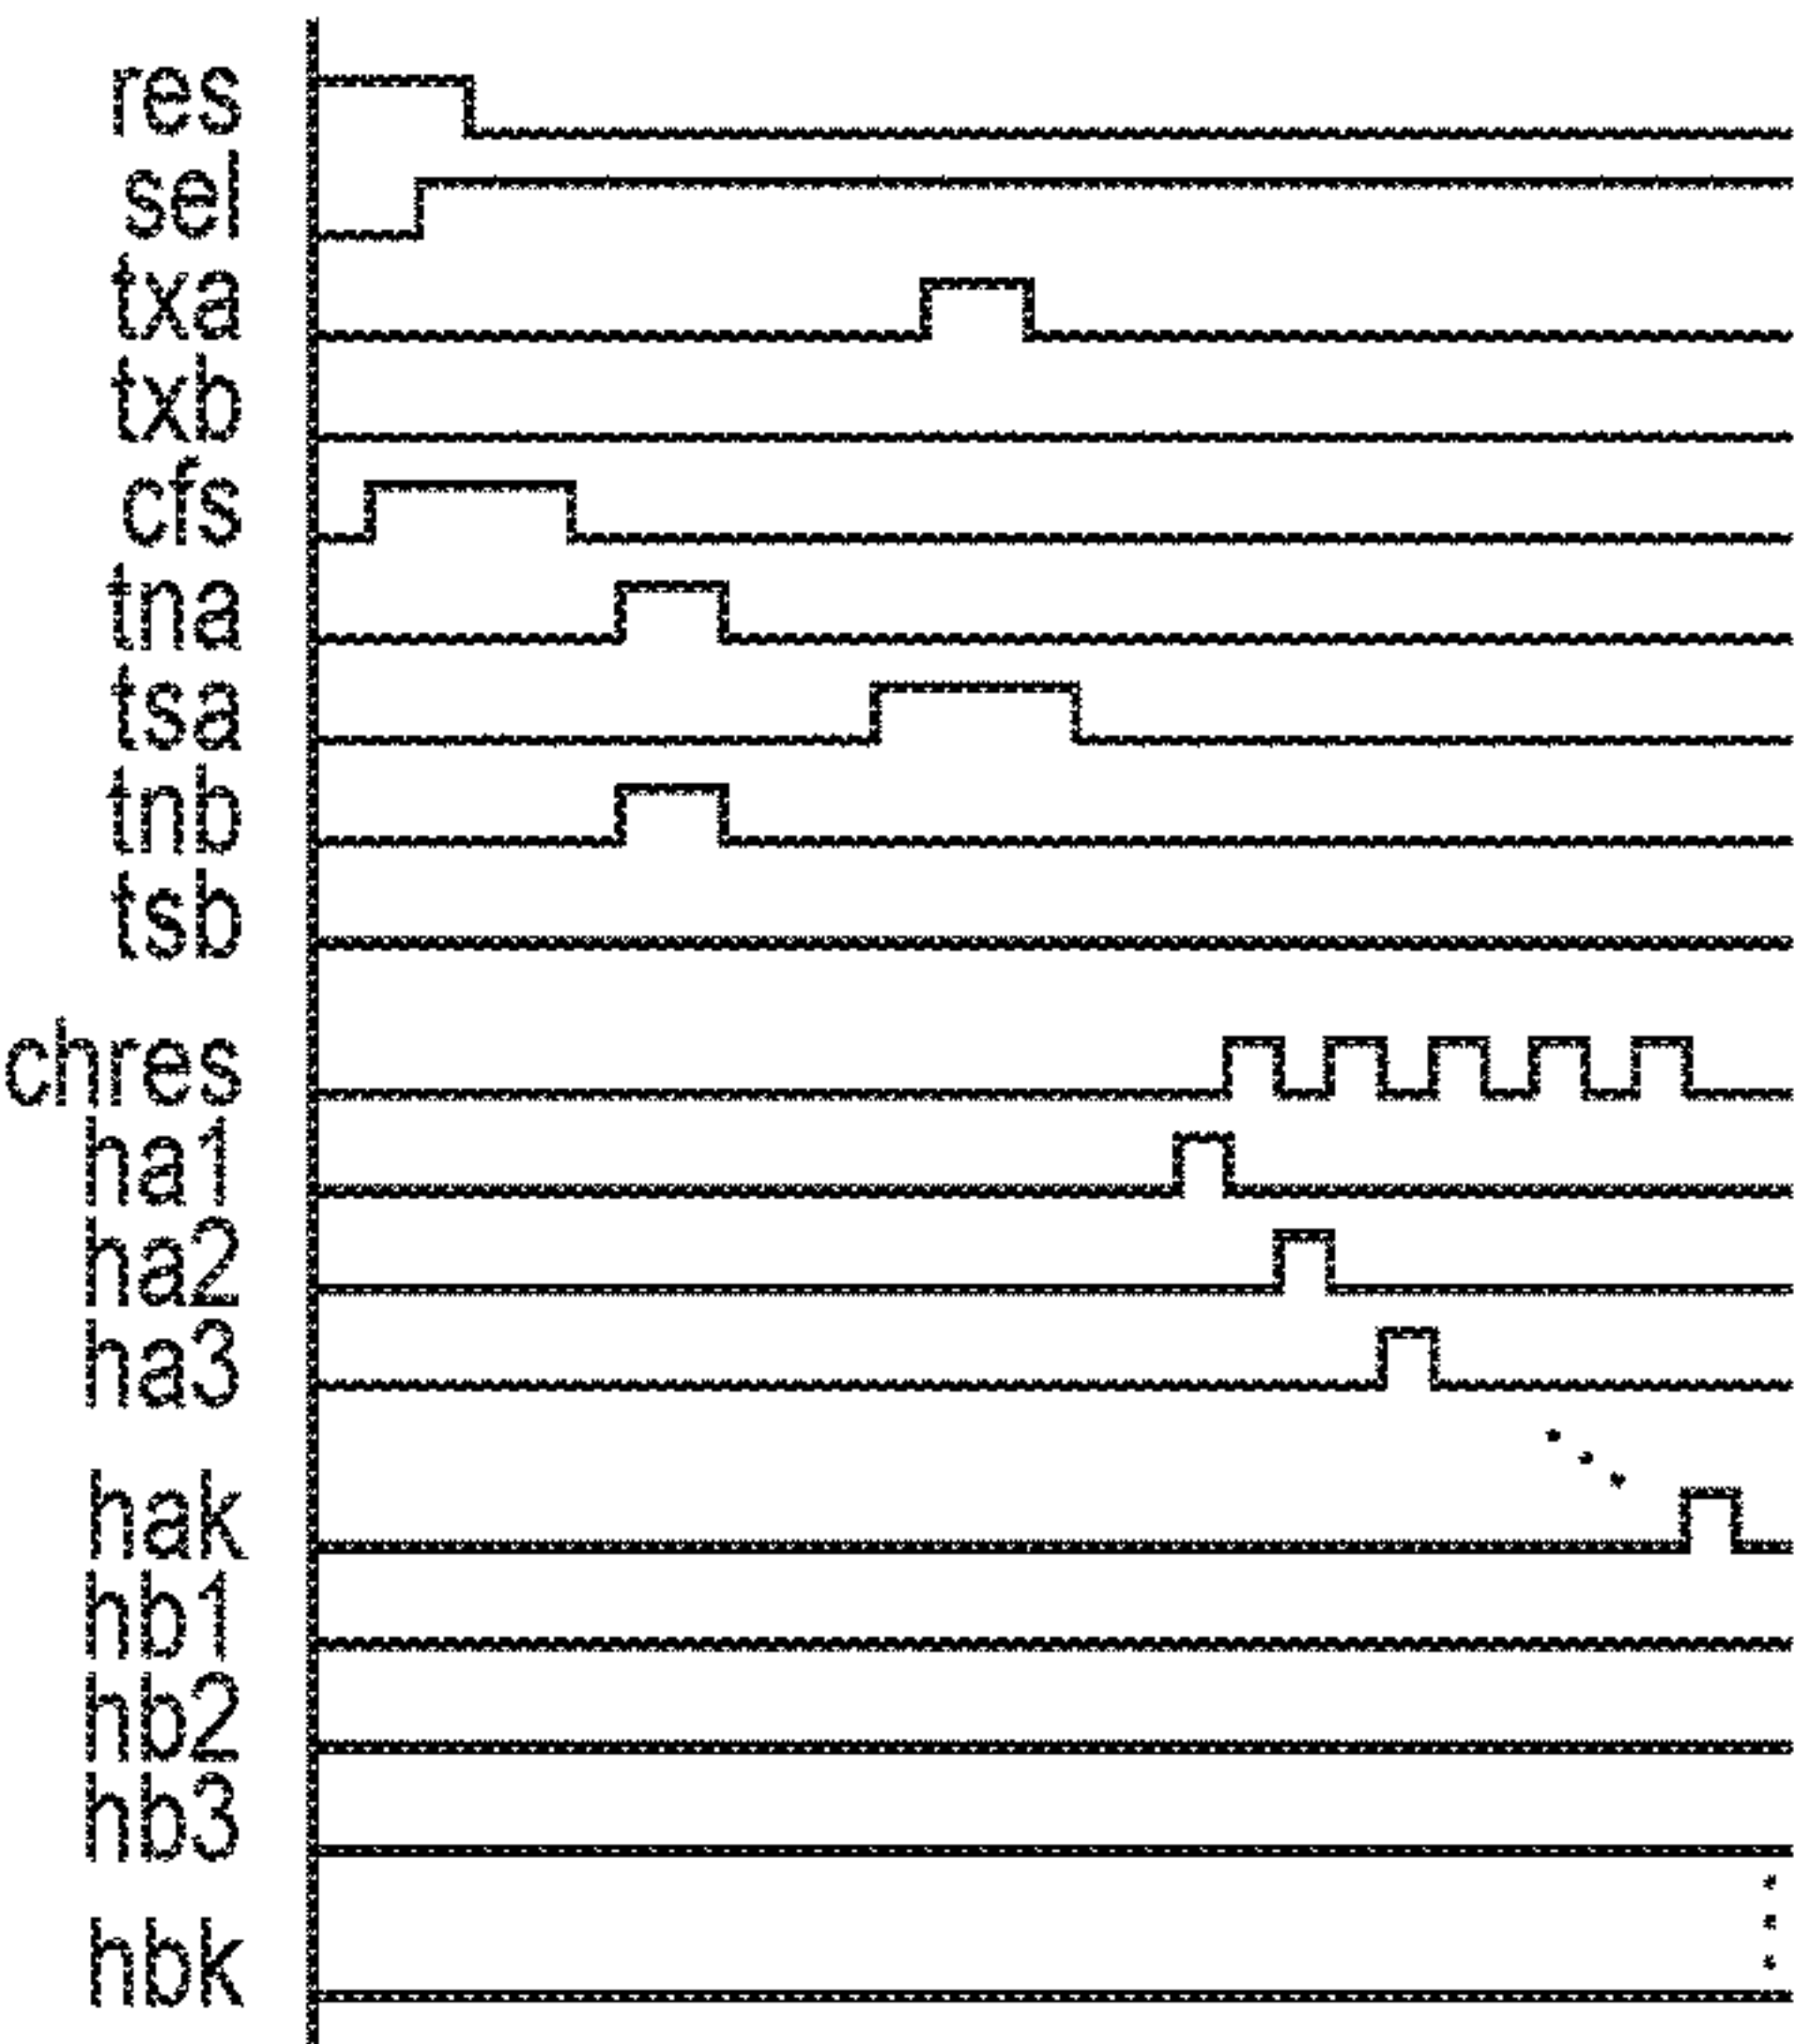 res
sel
txa
txb
cfs
tna
tsa
tnb
tsb
chres
ha1
ha2
ha3
hak
hb1
hb2
hb3
hbk